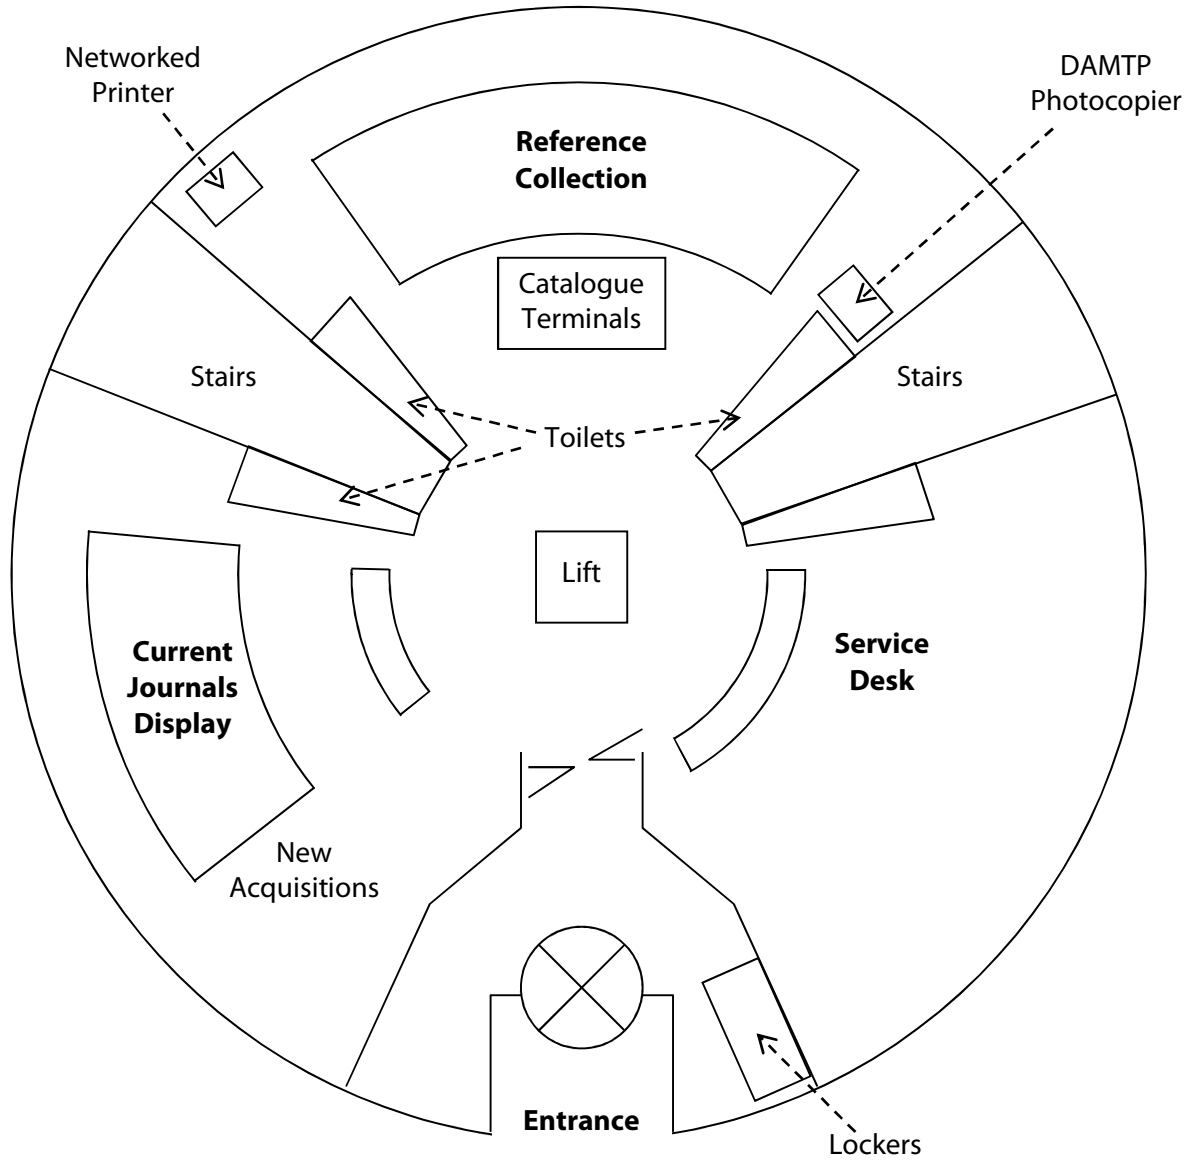 Networked
Printer
DAMTP
Photocopier
Reference
Collection
Catalogue
Terminals
Stairs
Stairs
Toilets
Lift
Current
Journals
Display
Service
Desk
New
Acquisitions
Entrance
Lockers